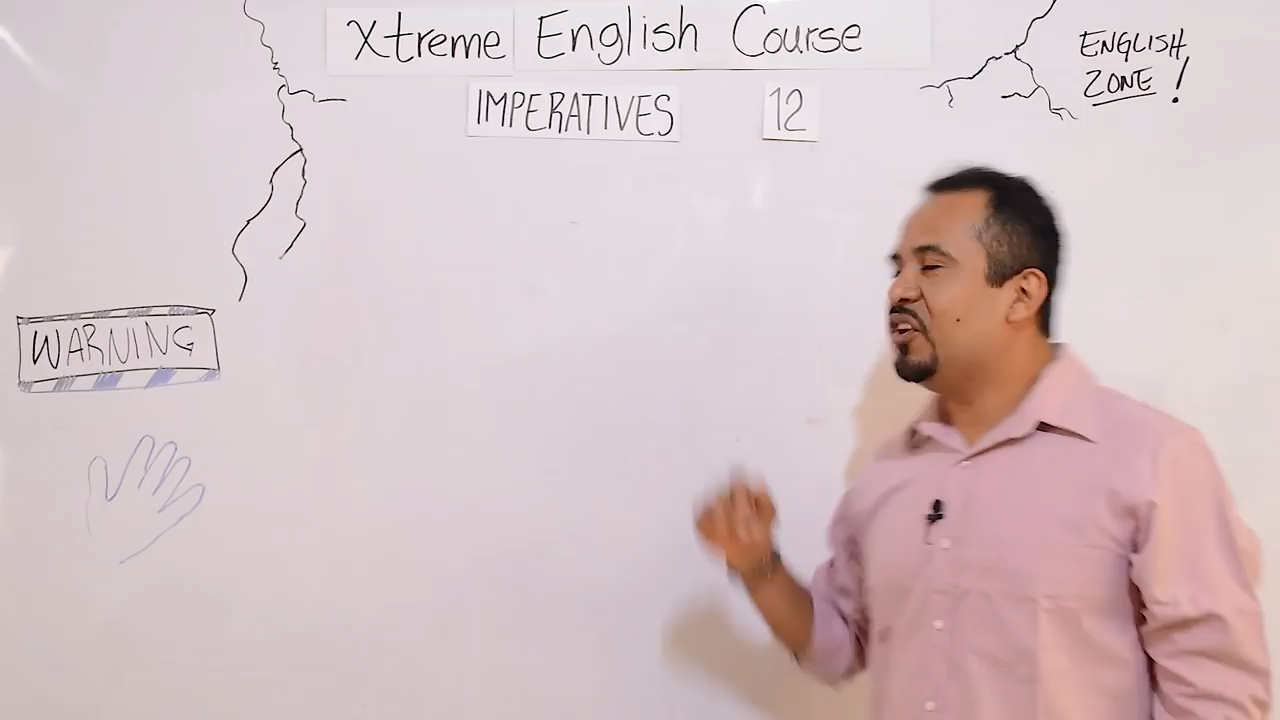 Xtreme English Course
IMPERATIVES 12
ENGLISH
ZONE!
WARNING